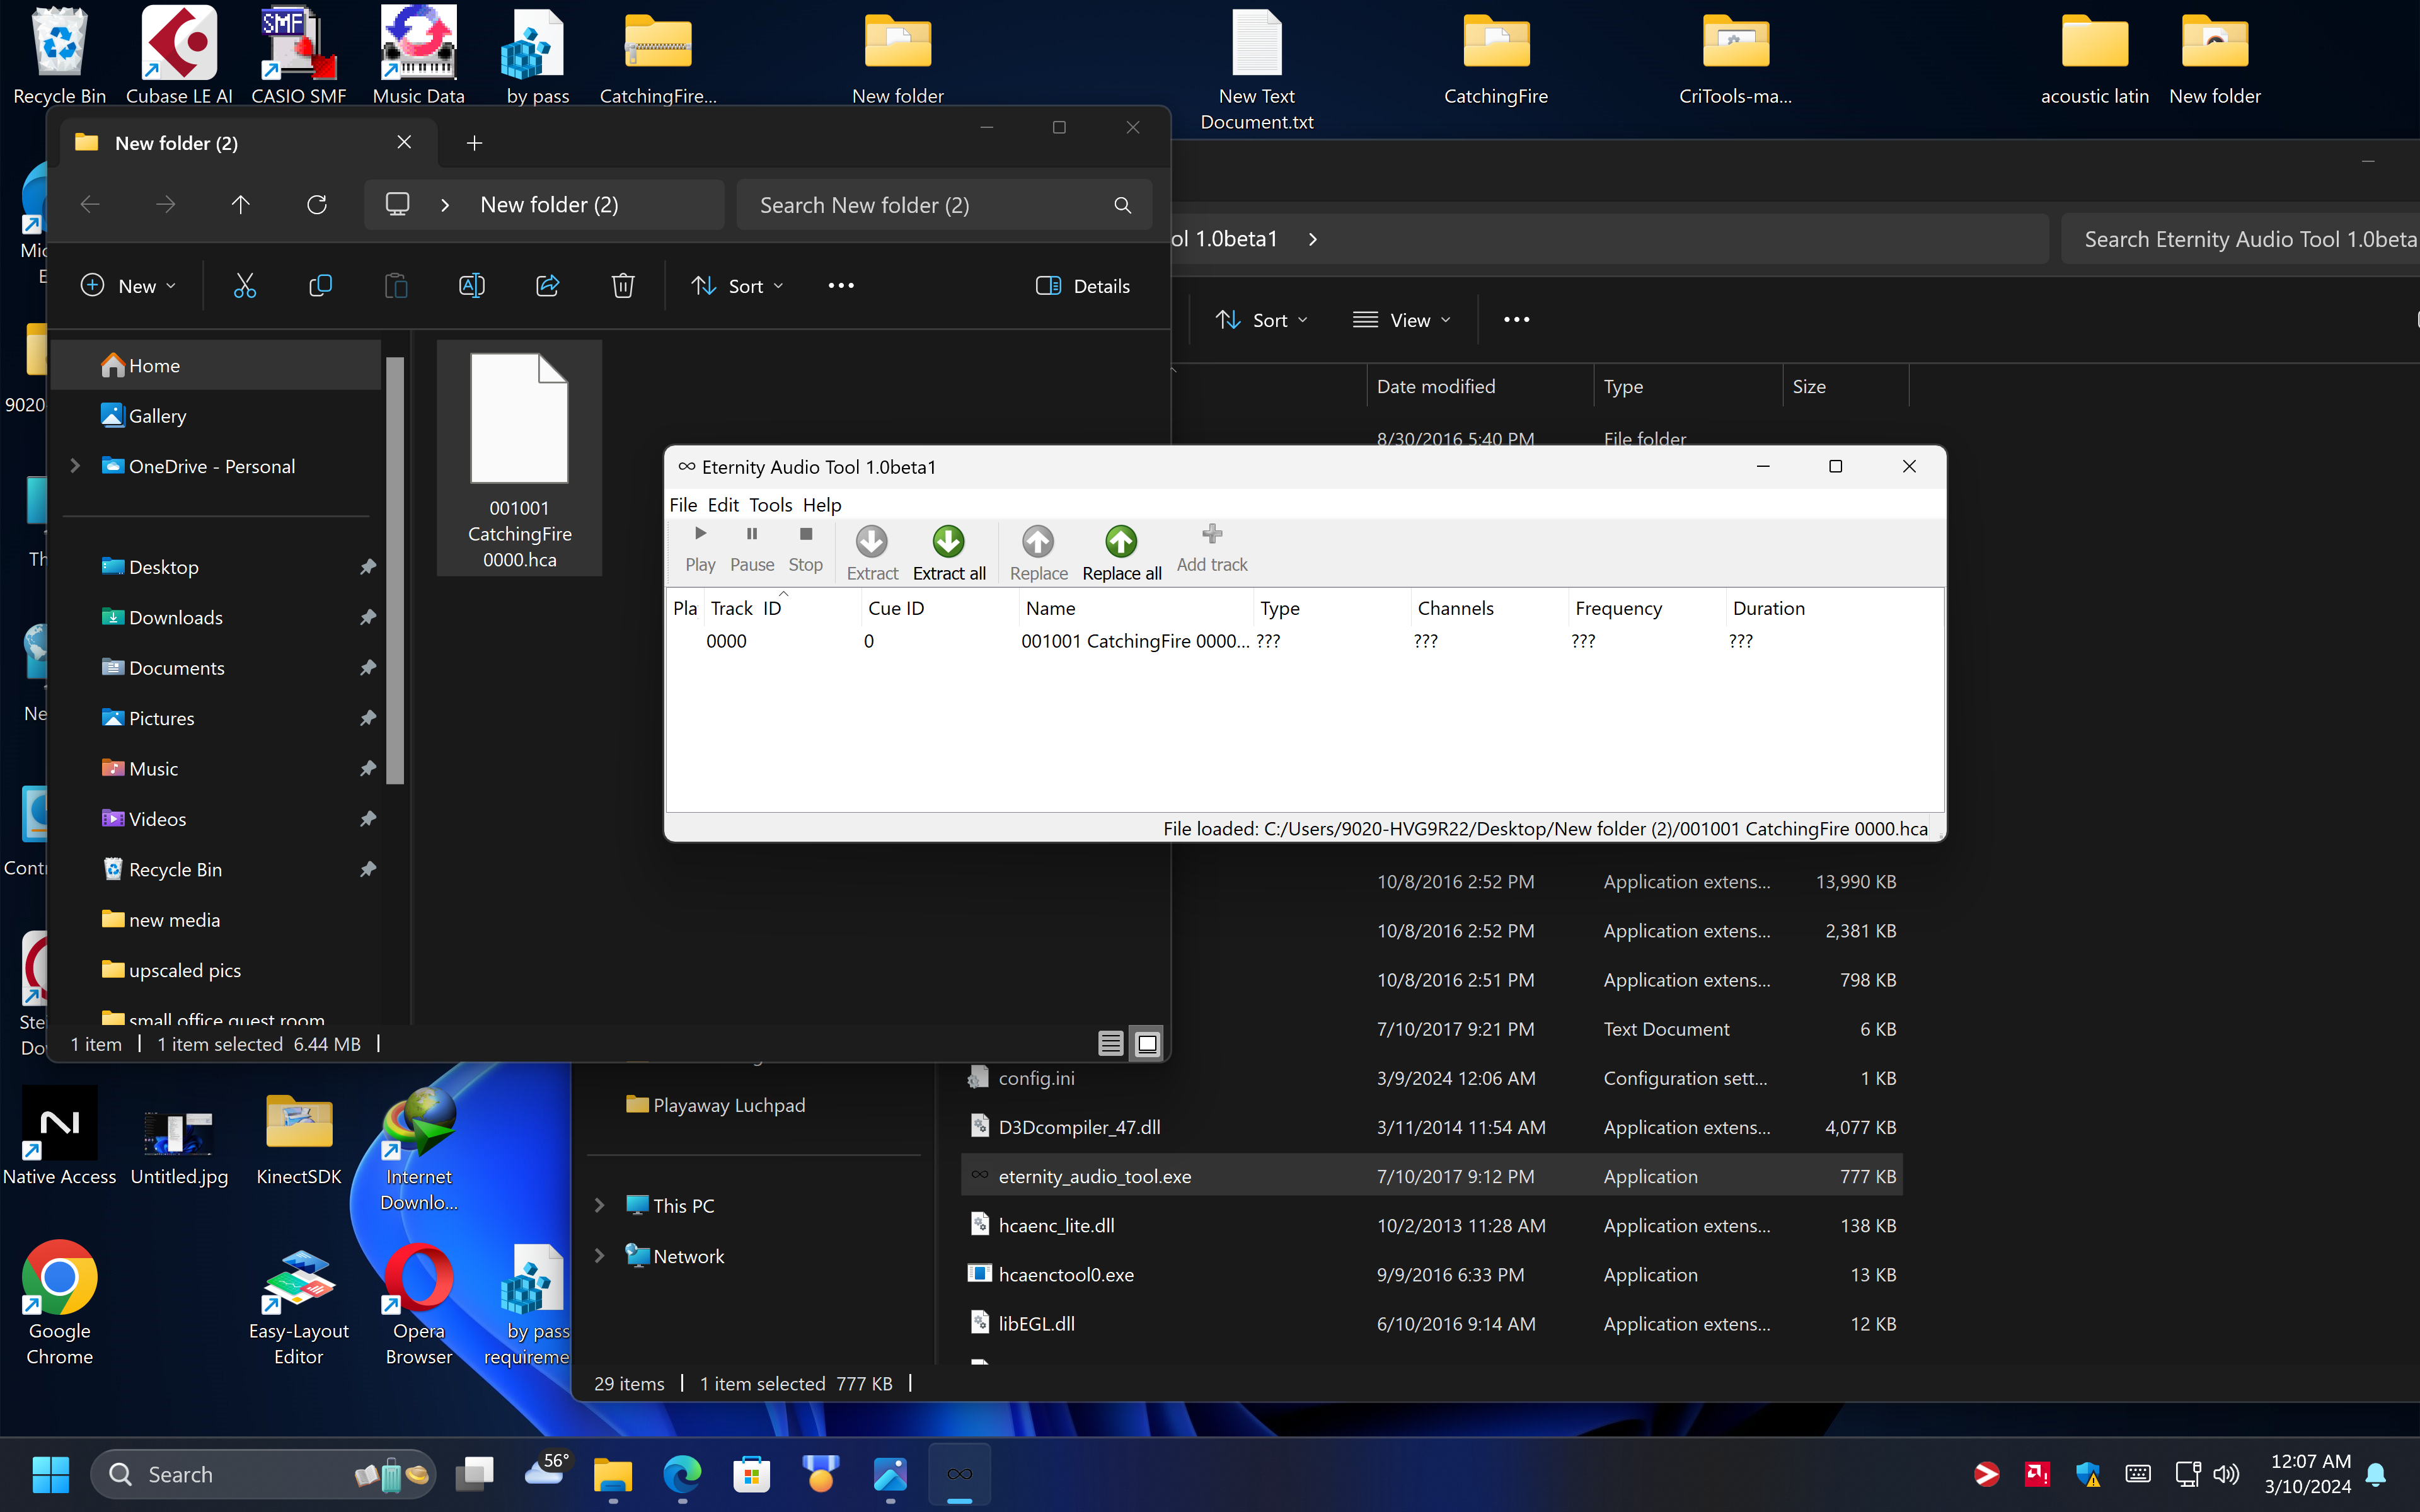 Recycle Bin
Cubase LE AI
CASIO SMF
Music Data
by pass
CatchingFire...
New folder
New Text
Document.txt
CatchingFire
CriTools-ma...
acoustic latin
New folder
New folder (2)
New folder (2)
Search New folder (2)
New
Sort
Details
Home
Gallery
OneDrive - Personal
Desktop
Downloads
Documents
Pictures
Music
Videos
Recycle Bin
new media
upscaled pics
small office guest room
001001
CatchingFire
0000.hca
1 item
1 item selected 6.44 MB
ol 1.0beta1
Search Eternity Audio Tool 1.0beta
Sort
View
Date modified
Type
Size
8/30/2016 5:40 PM
File folder
Eternity Audio Tool 1.0beta1
File Edit Tools Help
Play
Pause
Stop
Extract
Extract all
Replace
Replace all
Add track
Pla
Track ID
Cue ID
Name
Type
Channels
Frequency
Duration
0000
0
001001 CatchingFire 0000...
???
???
???
???
File loaded: C:/Users/9020-HVG9R22/Desktop/New folder (2)/001001 CatchingFire 0000.hca
10/8/2016 2:52 PM Application extens... 13,990 KB
10/8/2016 2:52 PM Application extens... 2,381 KB
10/8/2016 2:51 PM Application extens... 798 KB
7/10/2017 9:21 PM Text Document 6 KB
config.ini 3/9/2024 12:06 AM Configuration sett... 1 KB
D3Dcompiler_47.dll 3/11/2014 11:54 AM Application extens... 4,077 KB
eternity_audio_tool.exe 7/10/2017 9:12 PM Application 777 KB
hcaenc_lite.dll 10/2/2013 11:28 AM Application extens... 138 KB
hcaenctool0.exe 9/9/2016 6:33 PM Application 13 KB
libEGL.dll 6/10/2016 9:14 AM Application extens... 12 KB
Playaway Luchpad
This PC
Network
29 items
1 item selected 777 KB
Mic
E
9020
Th
Ne
Contr
Stei
Do
Native Access
Untitled.jpg
KinectSDK
Internet
Downlo...
Google
Chrome
Easy-Layout
Editor
Opera
Browser
by pass
requireme
SMF
Search
56°
12:07 AM
3/10/2024